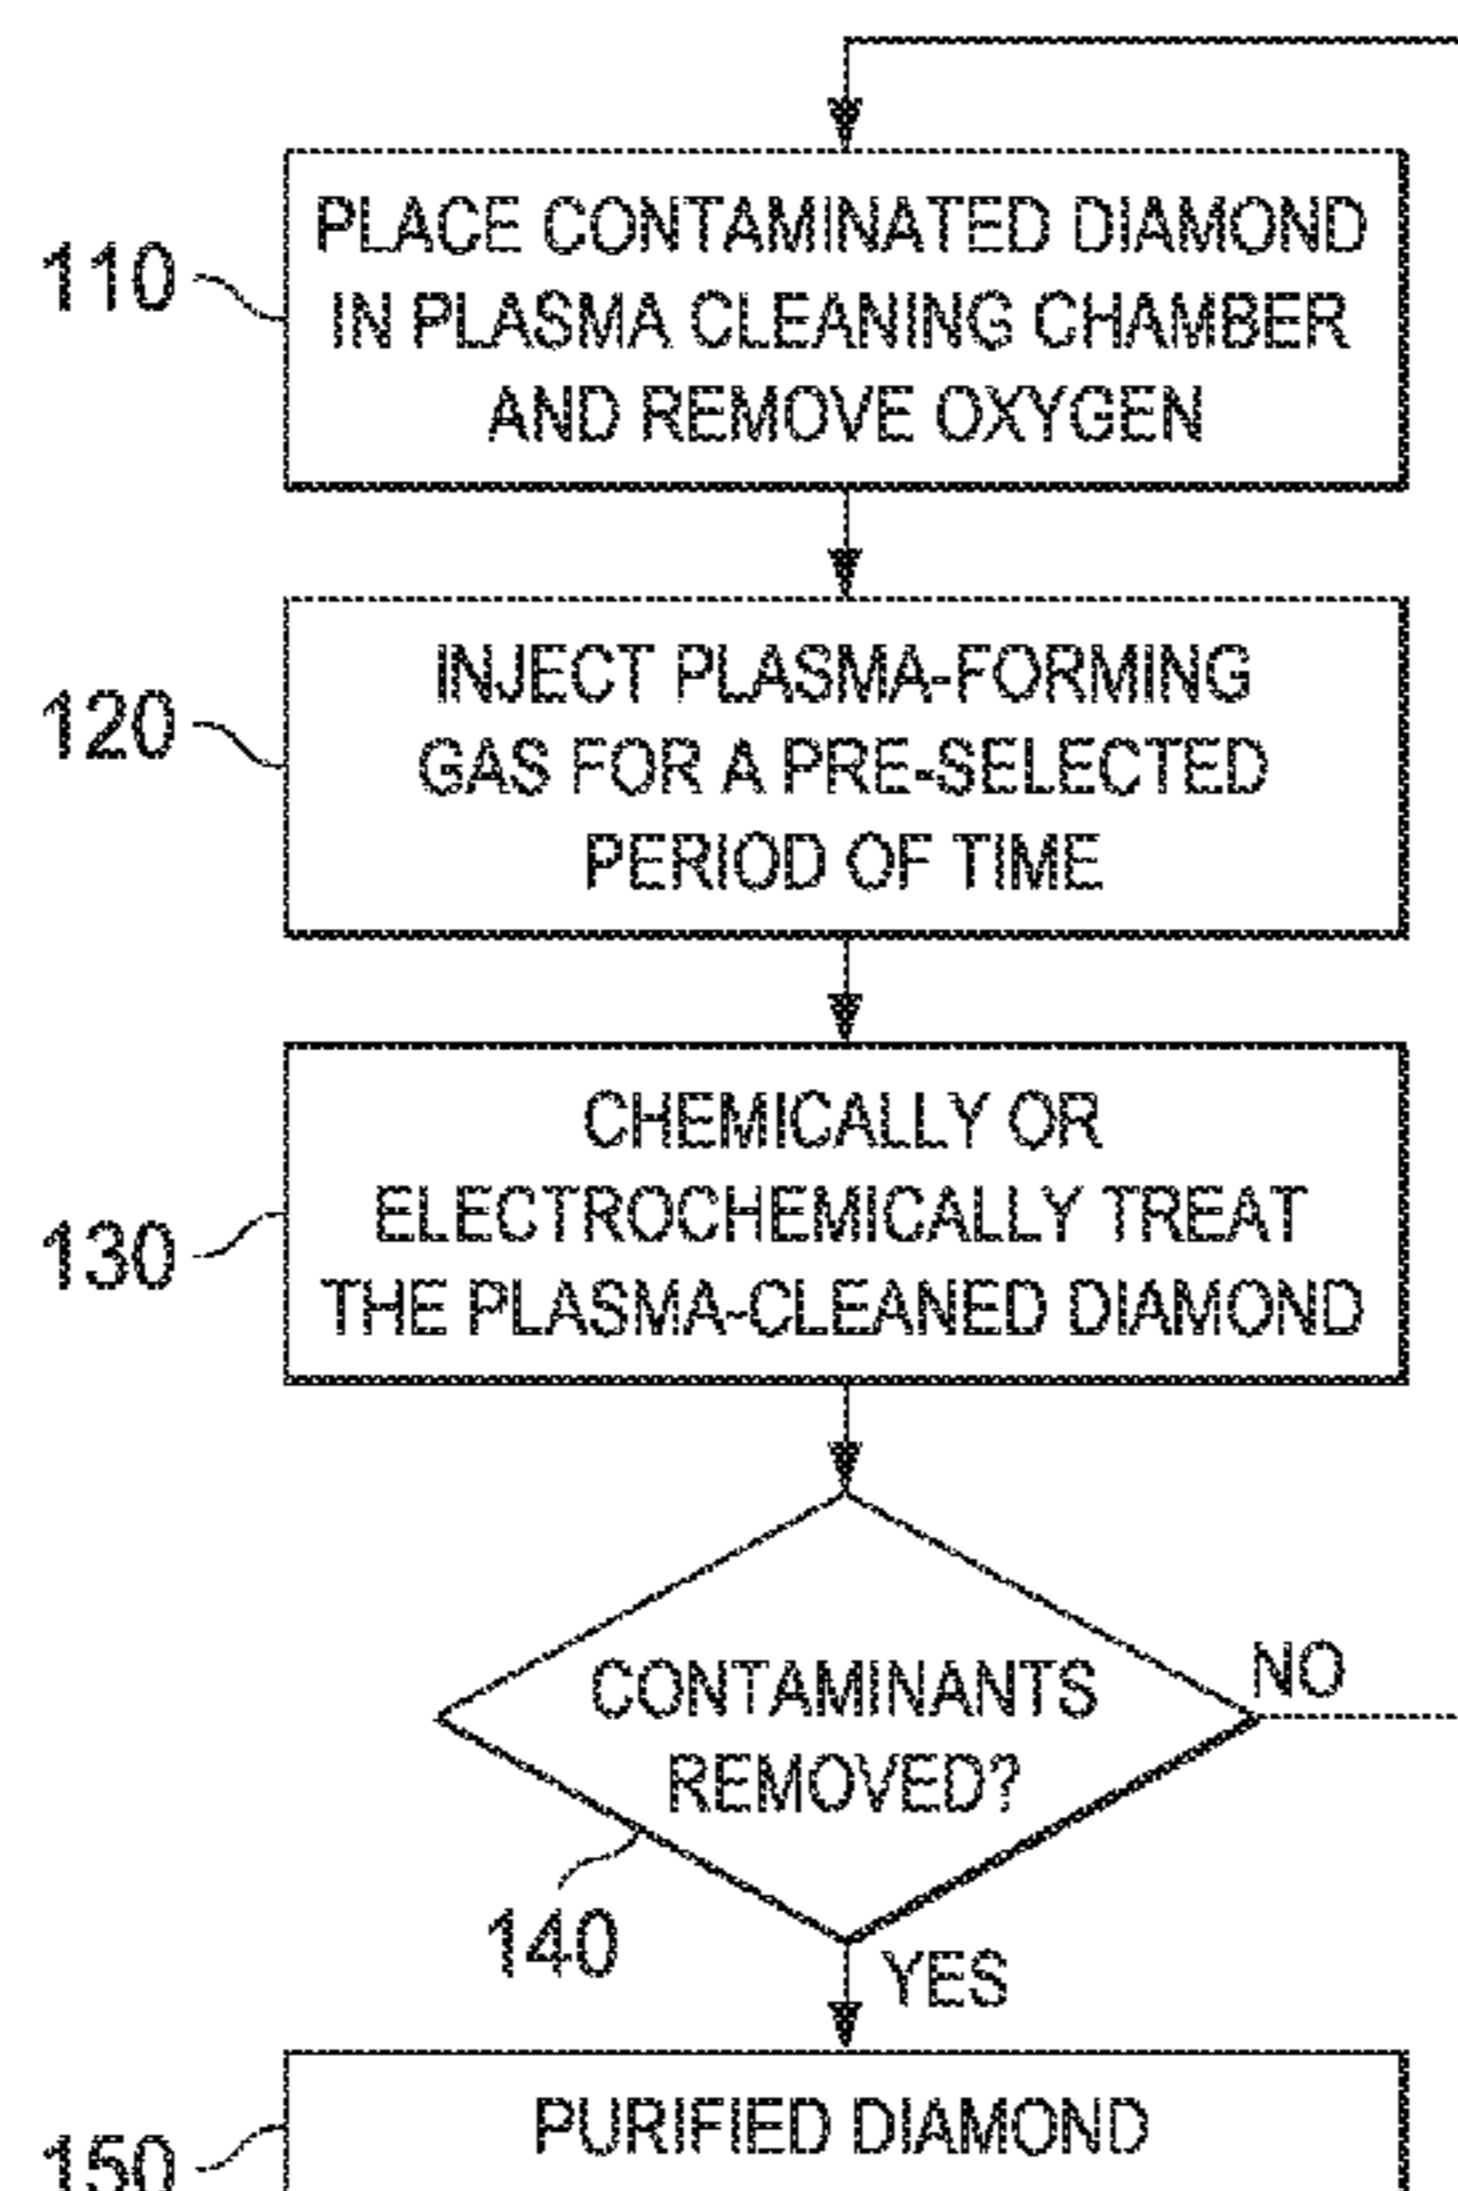 110
PLACE CONTAMINATED DIAMOND
IN PLASMA CLEANING CHAMBER
AND REMOVE OXYGEN
120
INJECT PLASMA-FORMING
GAS FOR A PRE-SELECTED
PERIOD OF TIME
130
CHEMICALLY OR
ELECTROCHEMICALLY TREAT
THE PLASMA-CLEANED DIAMOND
CONTAMINANTS
REMOVED?
NO
140
YES
150
PURIFIED DIAMOND